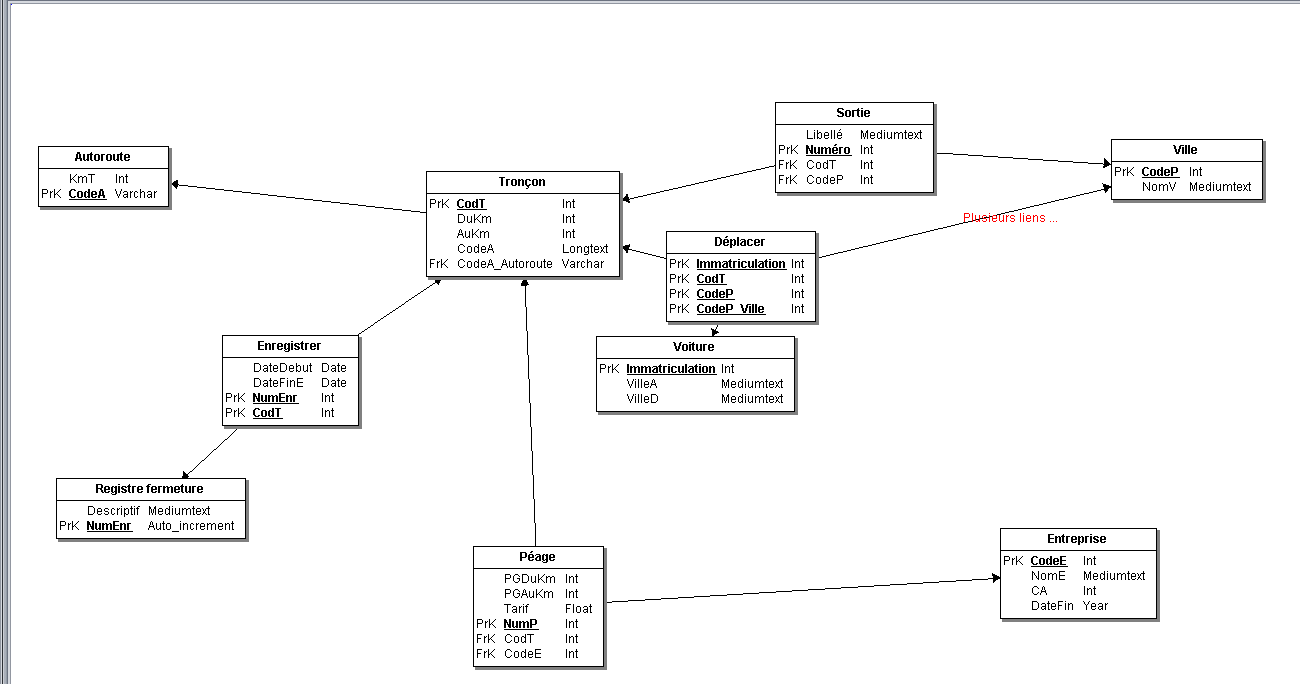 Sortie
Libellé Mediumtext
PrK Numéro Int
FrK CodT Int
FrK CodeP Int
Ville
PrK CodeP Int
NomV Mediumtext
Autoroute
KmT Int
PrK CodeA Varchar
Tronçon
PrK CodT Int
DuKm Int
AuKm Int
CodeA Longtext
FrK CodeA_Autoroute Varchar
Plusieurs liens ...
Déplacer
PrK Immatriculation Int
PrK CodT Int
PrK CodeP Int
PrK CodeP_Ville Int
Enregistrer
DateDebut Date
DateFinE Date
PrK NumEnr Int
PrK CodT Int
Voiture
PrK Immatriculation Int
VilleA Mediumtext
VilleD Mediumtext
Registre fermeture
Descriptif Mediumtext
PrK NumEnr Auto_increment
Péage
PGDuKm Int
PGAuKm Int
Tarif Float
PrK NumP Int
FrK CodT Int
FrK CodeE Int
Entreprise
PrK CodeE Int
NomE Mediumtext
CA Int
DateFin Year